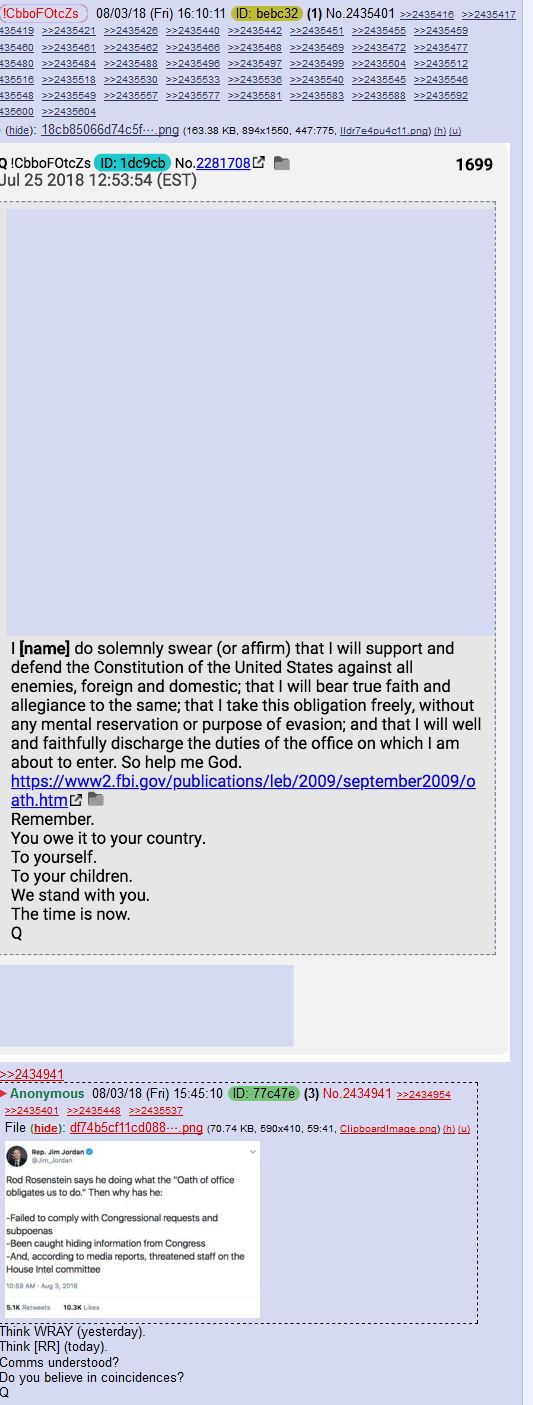 !CbboFOtcZs 08/03/18 (Fri) 16:10:11 ID: bebc32 (1) No.2435401 >>2435416 >>2435417
435419 >>2435421 >>2435426 >>2435440 >>2435442 >>2435451 >>2435455 >>2435459
435460 >>2435461 >>2435462 >>2435466 >>2435468 >>2435469 >>2435472 >>2435477
435480 >>2435484 >>2435488 >>2435496 >>2435497 >>2435499 >>2435504 >>2435512
435516 >>2435518 >>2435530 >>2435533 >>2435536 >>2435540 >>2435545 >>2435546
435548 >>2435549 >>2435557 >>2435577 >>2435581 >>2435583 >>2435588 >>2435592
435600 >>2435604
(hide): 18cb85066d74c5f⋯.png (163.38 KB, 894x1550, 447:775, lldr7e4pu4c11.png) (h) (u)
Q !CbboFOtcZs ID: 1dc9cb No.2281708 1699
Jul 25 2018 12:53:54 (EST)
I [name] do solemnly swear (or affirm) that I will support and
defend the Constitution of the United States against all
enemies, foreign and domestic; that I will bear true faith and
allegiance to the same; that I take this obligation freely, without
any mental reservation or purpose of evasion; and that I will well
and faithfully discharge the duties of the office on which I am
about to enter. So help me God.
https://www2.fbi.gov/publications/leb/2009/september2009/o
ath.htm
Remember.
You owe it to your country.
To yourself.
To your children.
We stand with you.
The time is now.
Q
>>2434941
Anonymous 08/03/18 (Fri) 15:45:10 ID: 77c47e (3) No.2434941 >>2434954
>>2435401 >>2435448 >>2435537
File (hide): df74b5cf11cd088⋯.png (70.74 KB, 590x410, 59:41, ClipboardImage.png) (h) (u)
Rep. Jim Jordan
@Jim_Jordan
Rod Rosenstein says he doing what the "Oath of office
obligates us to do." Then why has he:
-Failed to comply with Congressional requests and
subpoenas
-Been caught hiding information from Congress
-And, according to media reports, threatened staff on the
House Intel committee
10:59 AM - Aug 3, 2018
5.1K Retweets 10.3K Likes
Think WRAY (yesterday).
Think [RR] (today).
Comms understood?
Do you believe in coincidences?
Q